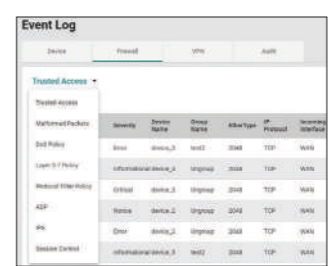 Event Log
Device Firewall VPN Audit
Trusted Access
Trusted Access
Malformed Packets
DoS Policy
Layer 3-7 Policy
Protocol Filter Policy
ADP
IPS
Session Control
Severity Device Name Group Name EtherType IP Protocol Incoming Interface
Error device_3 test2 2048 TCP WAN
Informational device_4 Ungroup 2048 TCP WAN
Critical Ungroup 2048 TCP WAN
Notice device_2 Ungroup 2048 TCP WAN
Error device_2 Ungroup 2048 TCP WAN
Informational device_3 test2 2048 TCP WAN